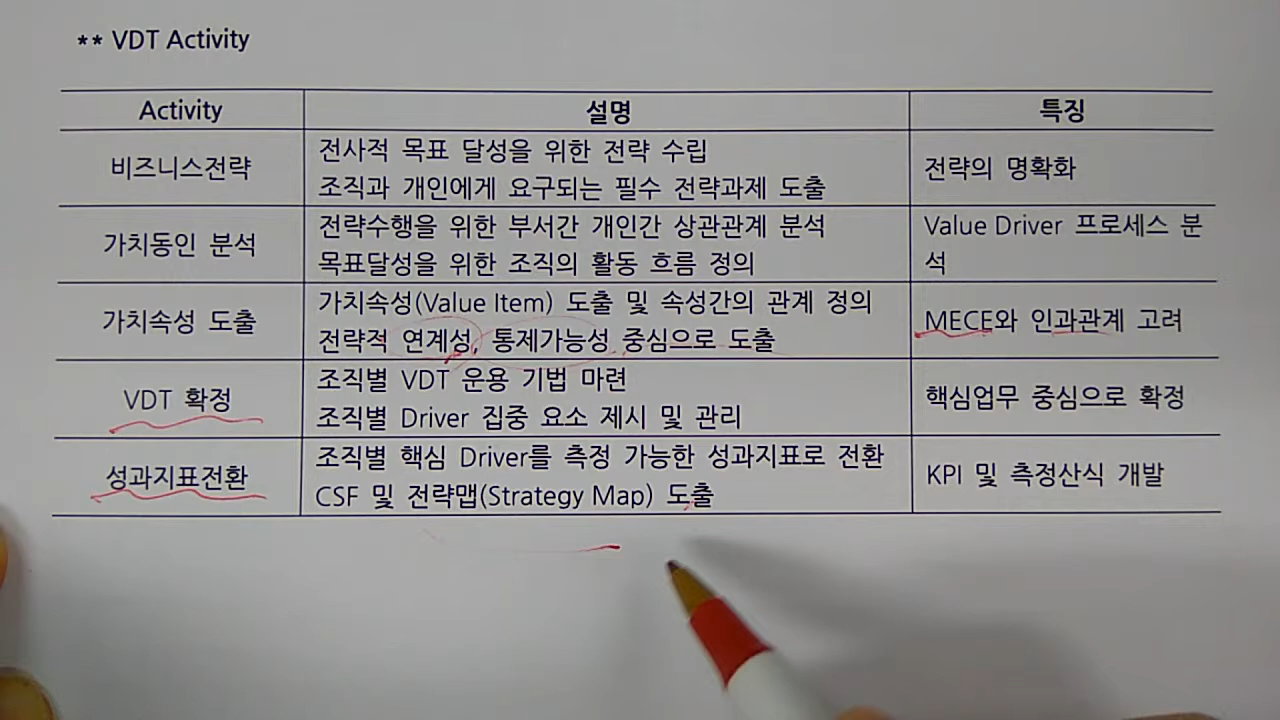 ** VDT Activity
Activity 설명 특징
비즈니스전략
전사적 목표 달성을 위한 전략 수립
조직과 개인에게 요구되는 필수 전략과제 도출
전략의 명확화
가치동인 분석
전략수행을 위한 부서간 개인간 상관관계 분석
목표달성을 위한 조직의 활동 흐름 정의
Value Driver 프로세스 분
석
가치속성 도출
가치속성(Value Item) 도출 및 속성간의 관계 정의
전략적 연계성, 통제가능성 중심으로 도출
MECE와 인과관계 고려
VDT 확정
조직별 VDT 운용 기법 마련
조직별 Driver 집중 요소 제시 및 관리
핵심업무 중심으로 확정
성과지표전환
조직별 핵심 Driver를 측정 가능한 성과지표로 전환
CSF 및 전략맵(Strategy Map) 도출
KPI 및 측정산식 개발